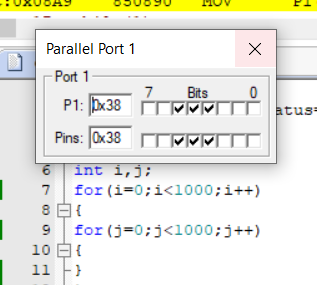 C:0x08A9 850890 MOV P1
Parallel Port 1
Port 1
7 Bits 0
P1: 0x38
Pins: 0x38
atus=
6 int i,j;
7 for(i=0;i<1000;i++)
8 {
9 for(j=0;j<1000;j++)
10 {
11 }